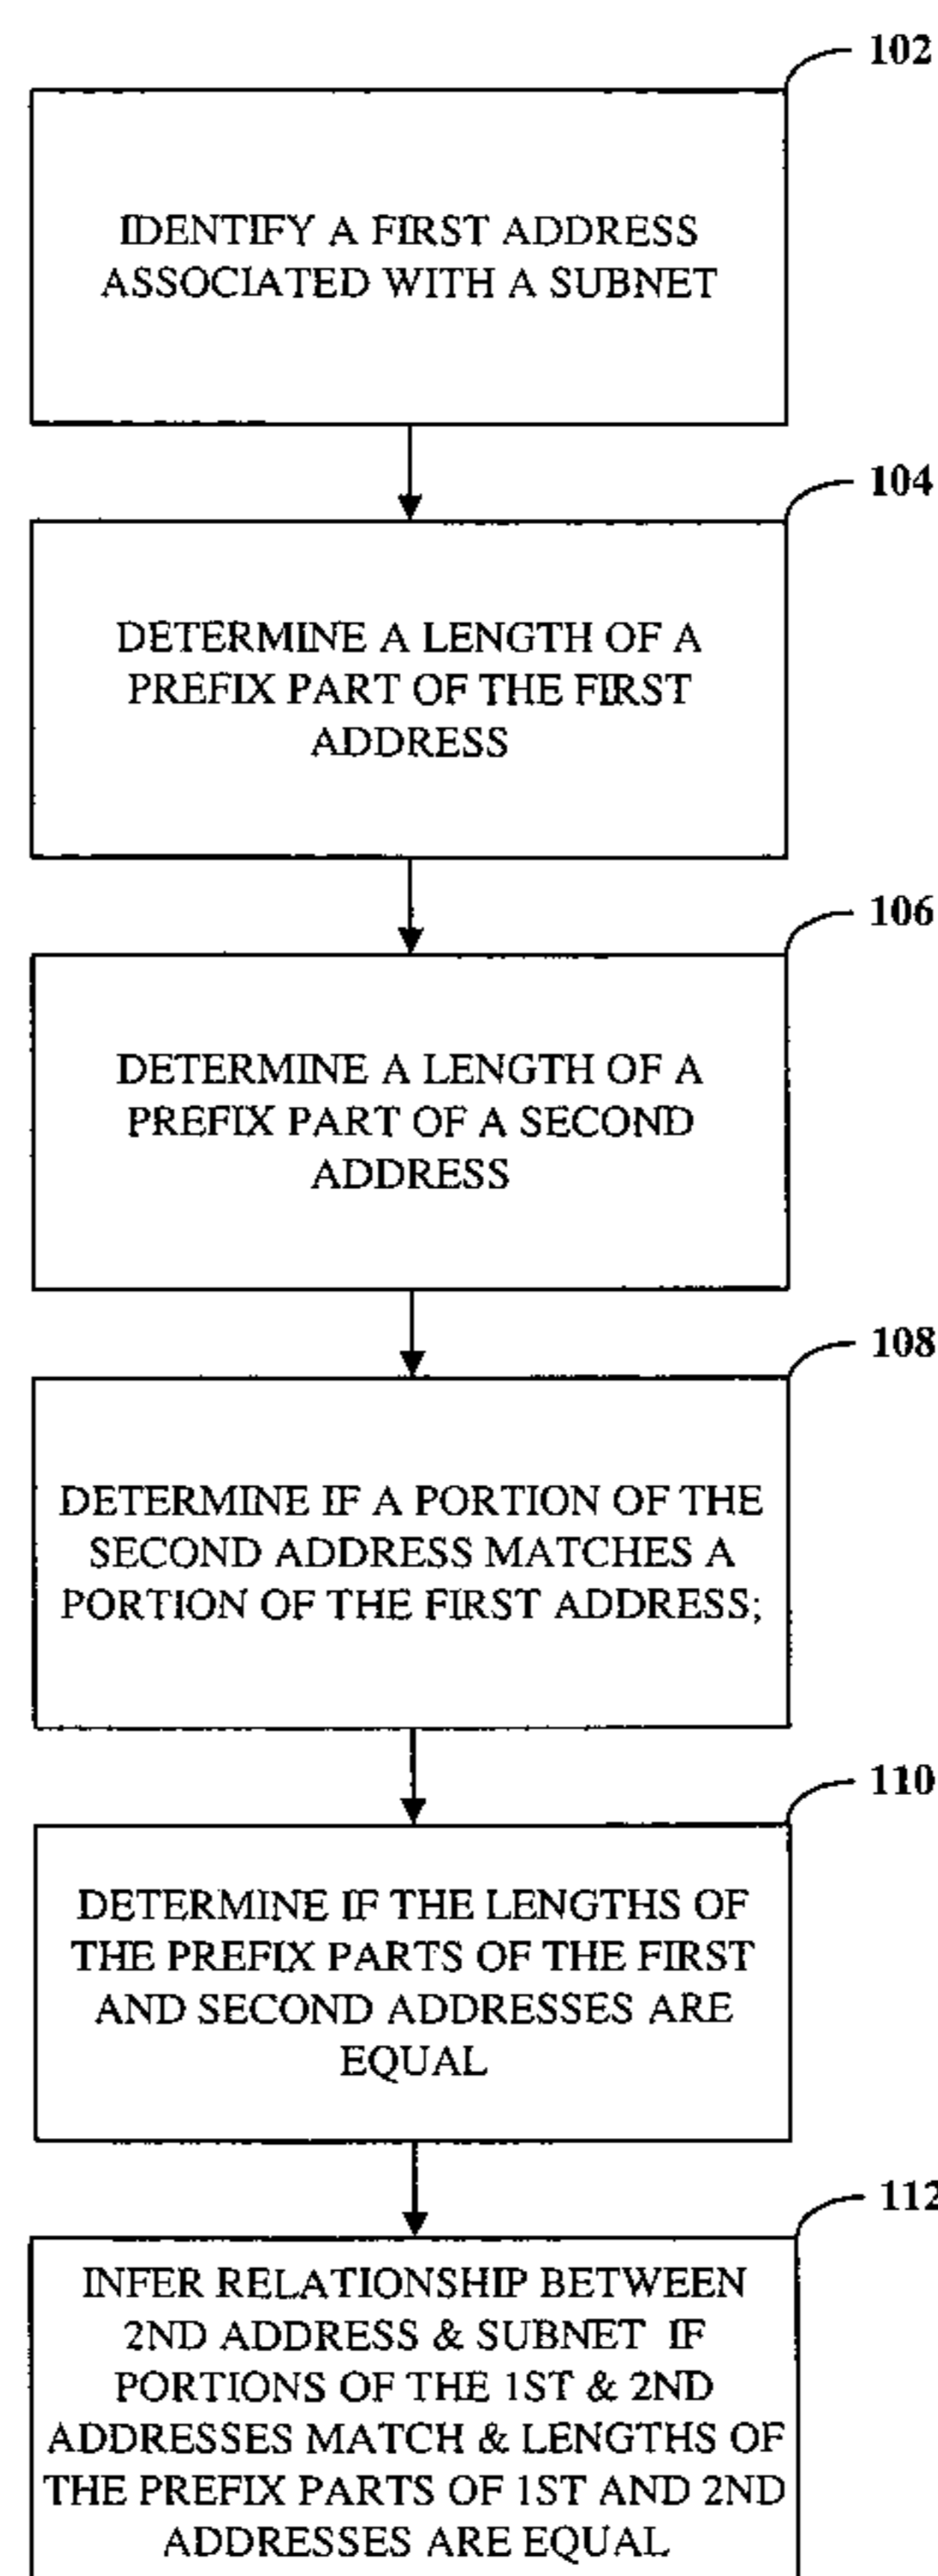 102
IDENTIFY A FIRST ADDRESS
ASSOCIATED WITH A SUBNET
104
DETERMINE A LENGTH OF A
PREFIX PART OF THE FIRST
ADDRESS
106
DETERMINE A LENGTH OF A
PREFIX PART OF A SECOND
ADDRESS
108
DETERMINE IF A PORTION OF THE
SECOND ADDRESS MATCHES A
PORTION OF THE FIRST ADDRESS;
110
DETERMINE IF THE LENGTHS OF
THE PREFIX PARTS OF THE FIRST
AND SECOND ADDRESSES ARE
EQUAL
112
INFER RELATIONSHIP BETWEEN
2ND ADDRESS & SUBNET IF
PORTIONS OF THE 1ST & 2ND
ADDRESSES MATCH & LENGTHS OF
THE PREFIX PARTS OF 1ST AND 2ND
ADDRESSES ARE EQUAL